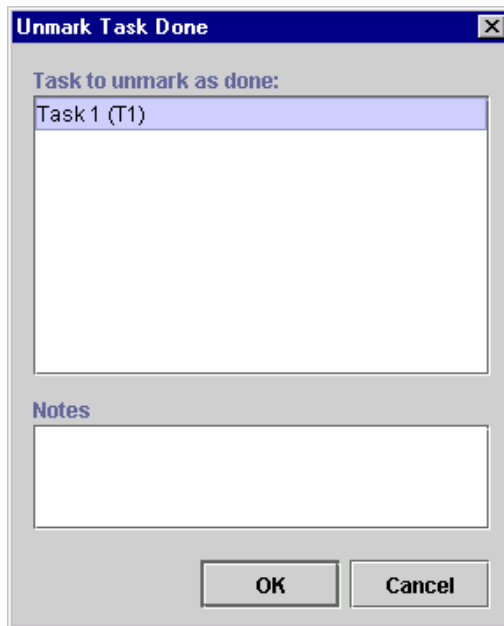 Unmark Task Done
Task to unmark as done:
Task 1 (T1)
Notes
OK
Cancel